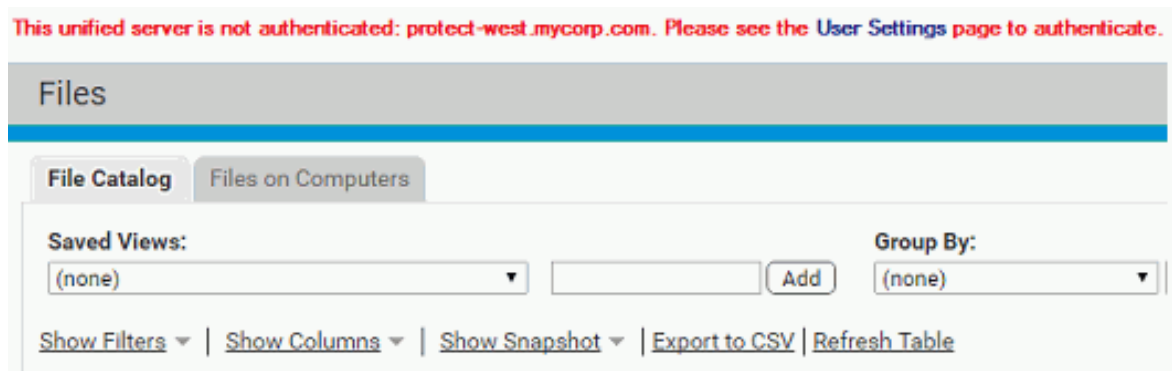 This unified server is not authenticated: protect-west.mycorp.com. Please see the User Settings page to authenticate.
Files
File Catalog Files on Computers
Saved Views: Group By:
(none) Add (none)
Show Filters | Show Columns | Show Snapshot | Export to CSV | Refresh Table